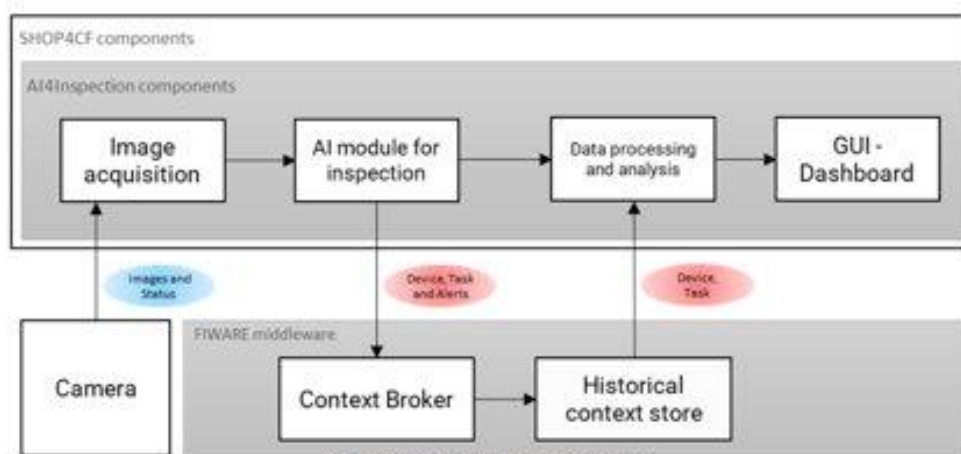 SHOP4CF components
AI4Inspection components
Image
acquisition
AI module for
inspection
Data processing
and analysis
GUI -
Dashboard
Images and
Status
Device, Task
and Alerts
Device,
Task
FIWARE middleware
Camera
Context Broker
Historical
context store